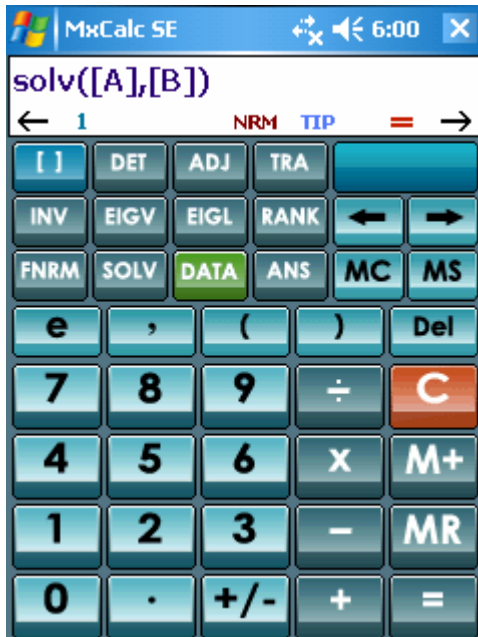 MxCalc SE 6:00
solv([A],[B])
← 1 NRM TIP = →
[ ] DET ADJ TRA
INV EIGV EIGL RANK
FNRM SOLV DATA ANS MC MS
e , ( ) Del
7 8 9 ÷ C
4 5 6 x M+
1 2 3 − MR
0 . +/- + =